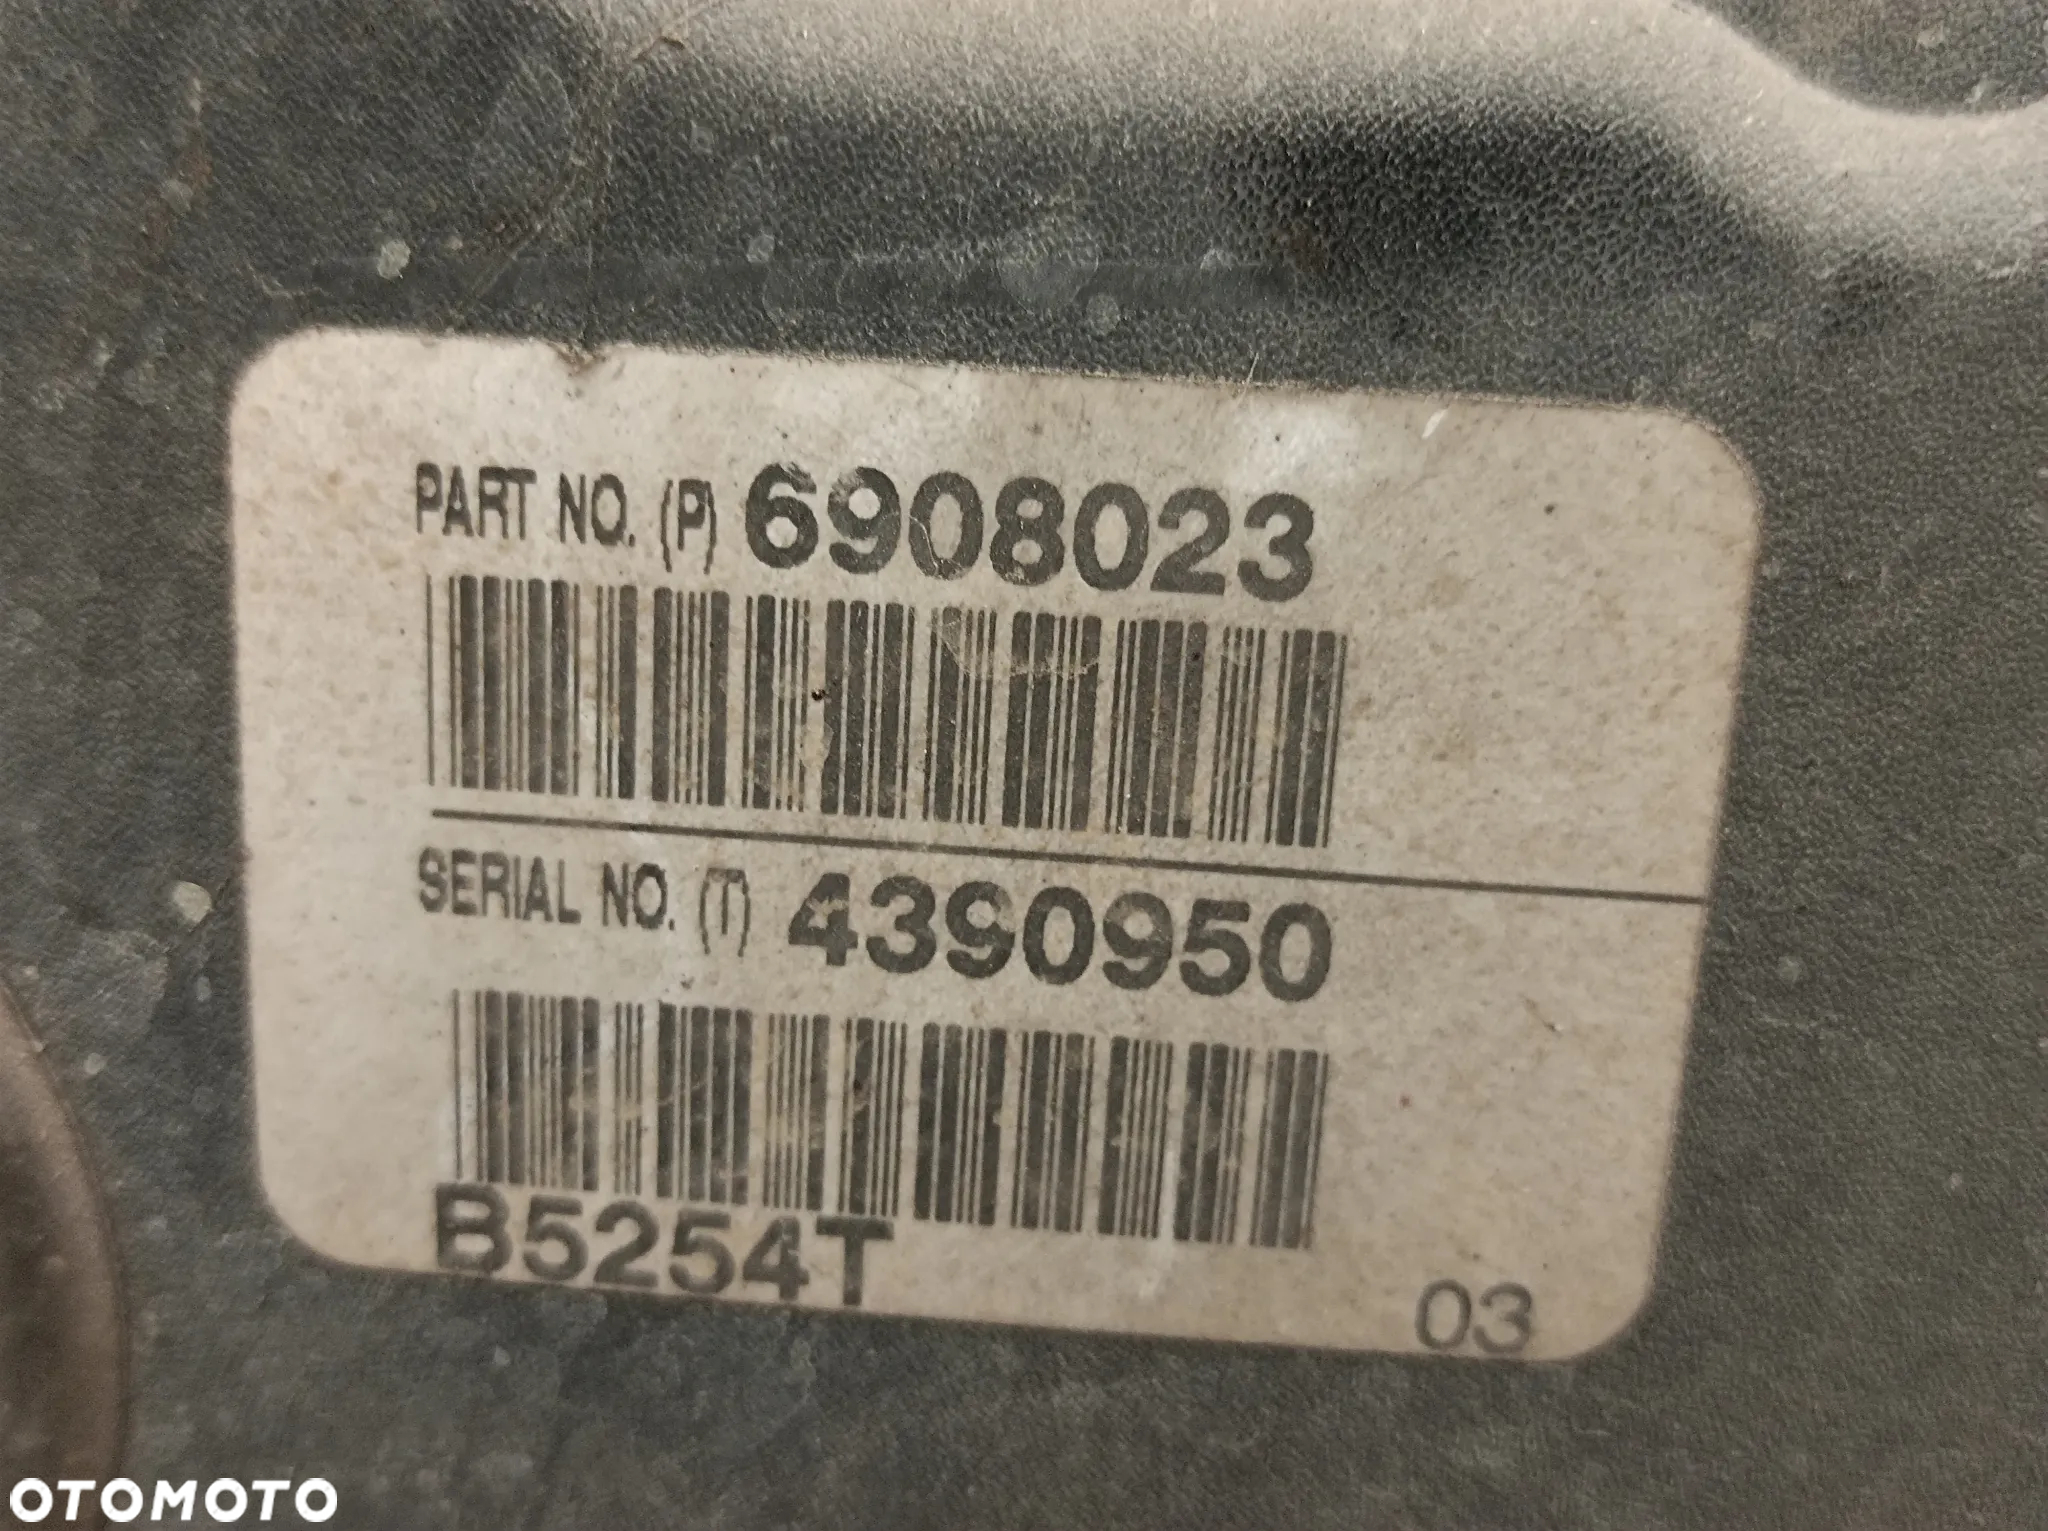 PART NO. (P) 6908023
SERIAL NO. (T) 4390950
B5254T
03
OTOMOTO